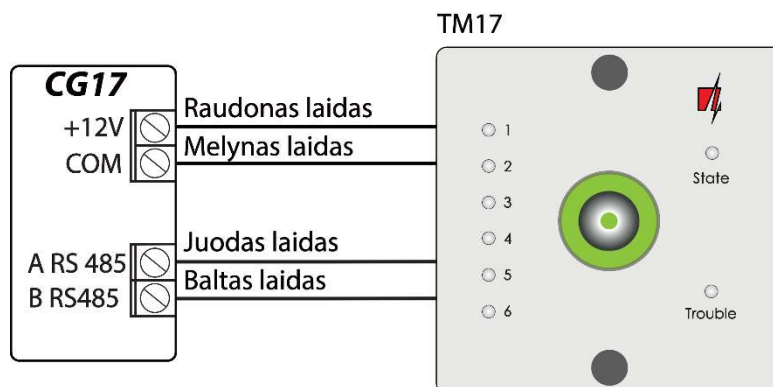 TM17
CG17
+12V
Raudonas laidas
COM
Melynas laidas
A RS 485
Juodas laidas
B RS485
Baltas laidas
1
2
3
4
5
6
State
Trouble